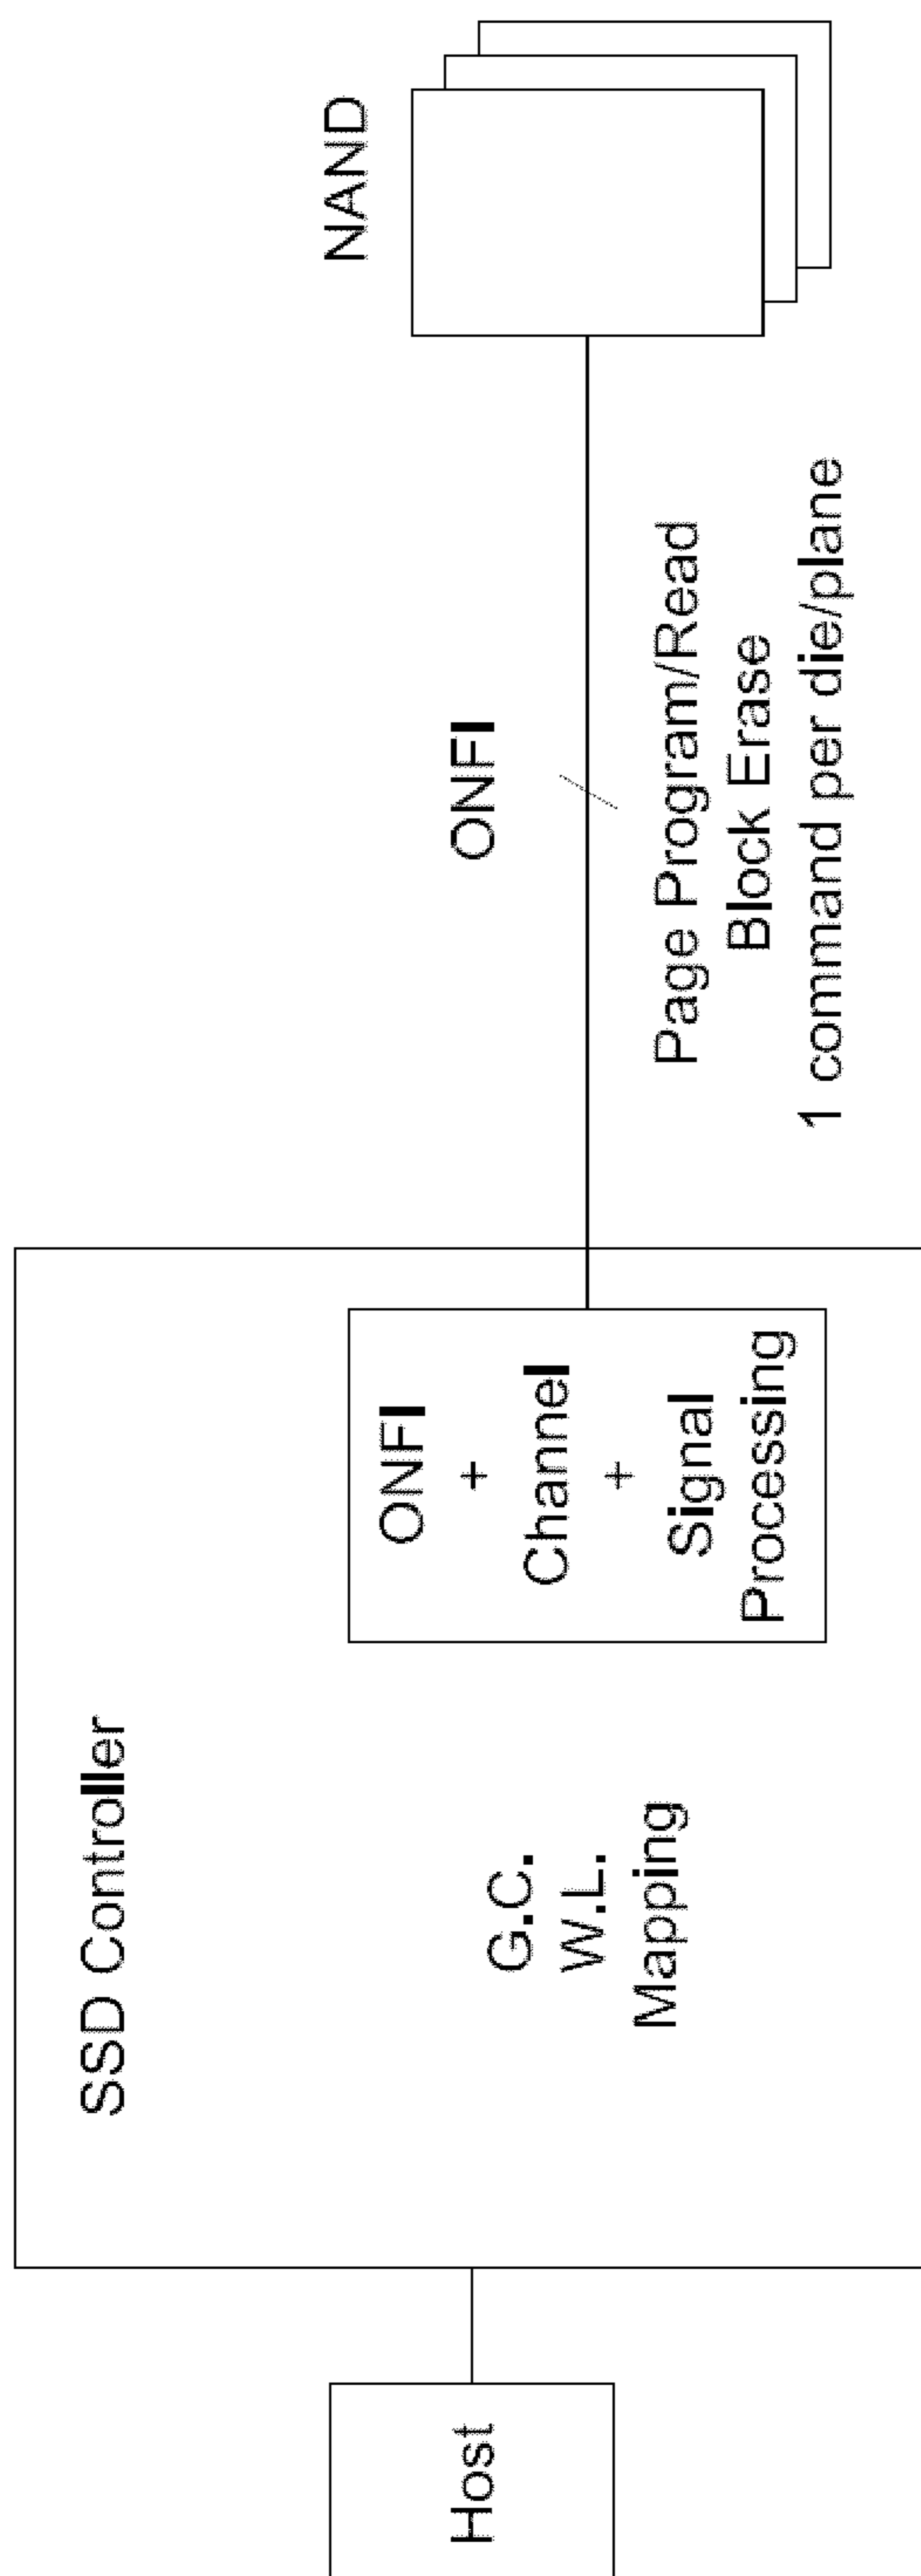 Host
SSD Controller
G.C.
W.L.
Mapping
ONFI
+
Channel
+
Signal
Processing
ONFI
Page Program/Read
Block Erase
1 command per die/plane
NAND